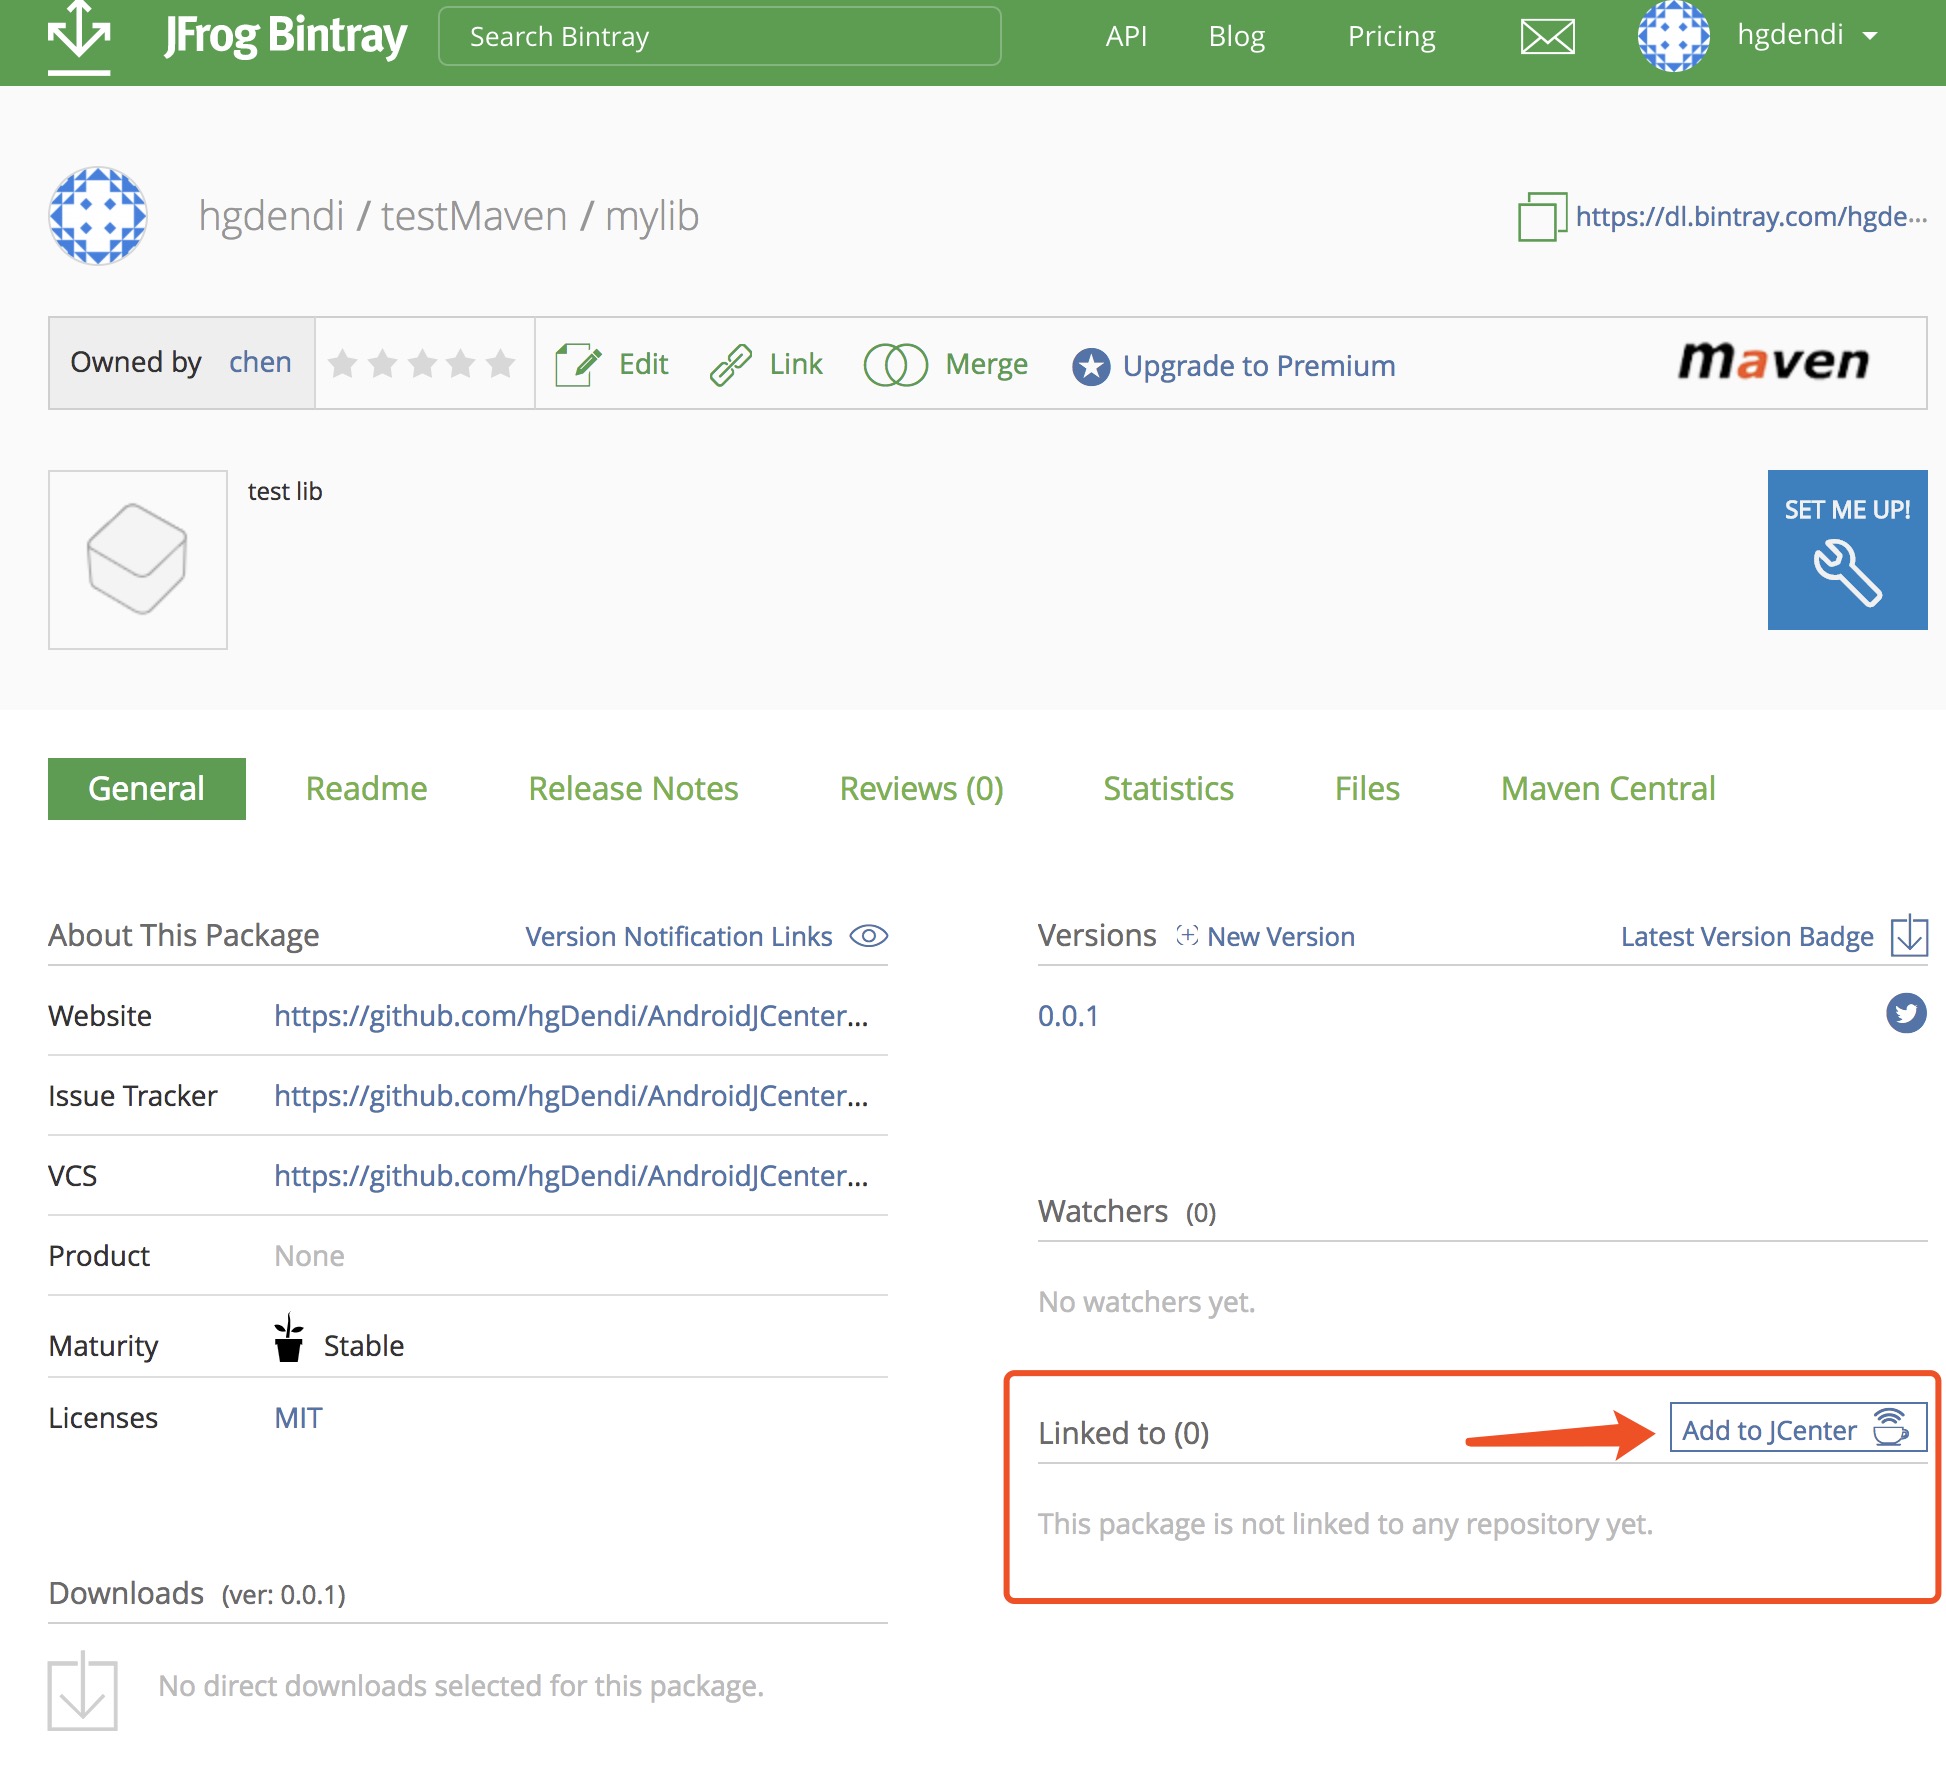 JFrog Bintray Search Bintray API Blog Pricing hgdendi
hgdendi / testMaven / mylib https://dl.bintray.com/hgde...
Owned by chen Edit Link Merge Upgrade to Premium maven
test lib
SET ME UP!
General Readme Release Notes Reviews (0) Statistics Files Maven Central
About This Package Version Notification Links
Website https://github.com/hgDendi/AndroidJCenter...
Issue Tracker https://github.com/hgDendi/AndroidJCenter...
VCS https://github.com/hgDendi/AndroidJCenter...
Product None
Maturity Stable
Licenses MIT
Downloads (ver: 0.0.1)
No direct downloads selected for this package.
Versions New Version Latest Version Badge
0.0.1
Watchers (0)
No watchers yet.
Linked to (0) Add to JCenter
This package is not linked to any repository yet.